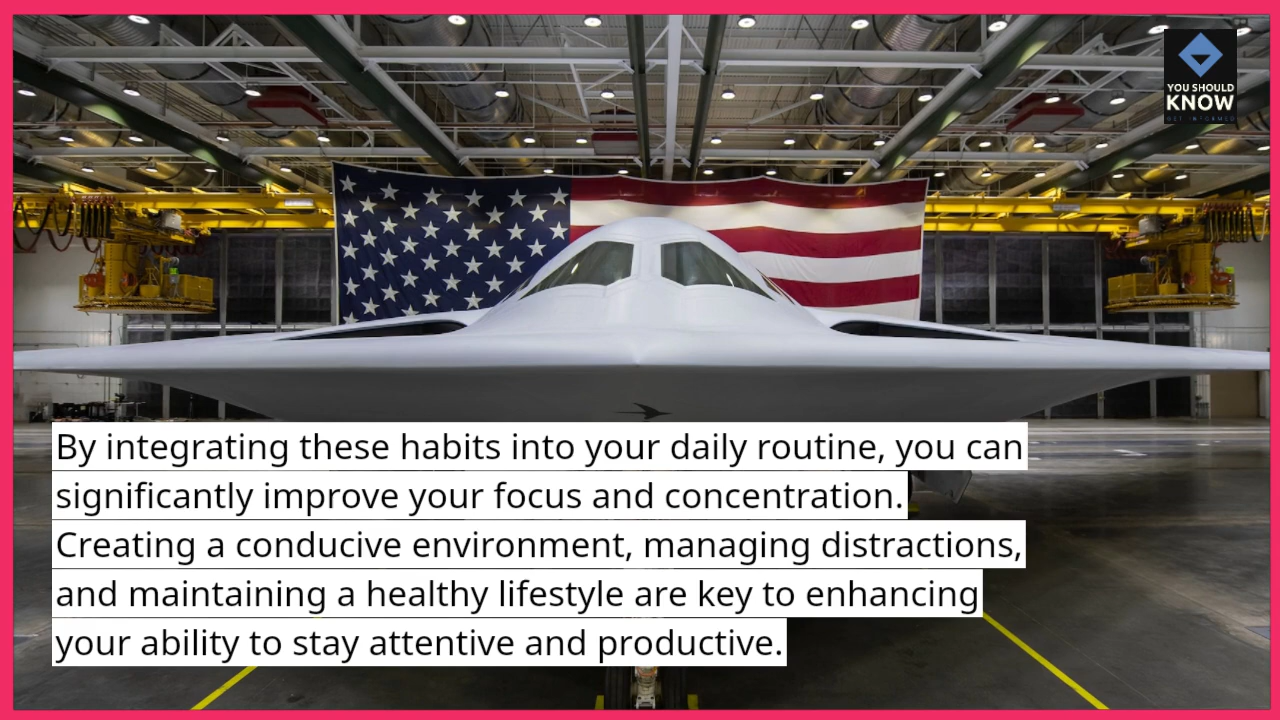 YOU SHOULD
KNOW
GET INFORMED
By integrating these habits into your daily routine, you can
significantly improve your focus and concentration.
Creating a conducive environment, managing distractions,
and maintaining a healthy lifestyle are key to enhancing
your ability to stay attentive and productive.